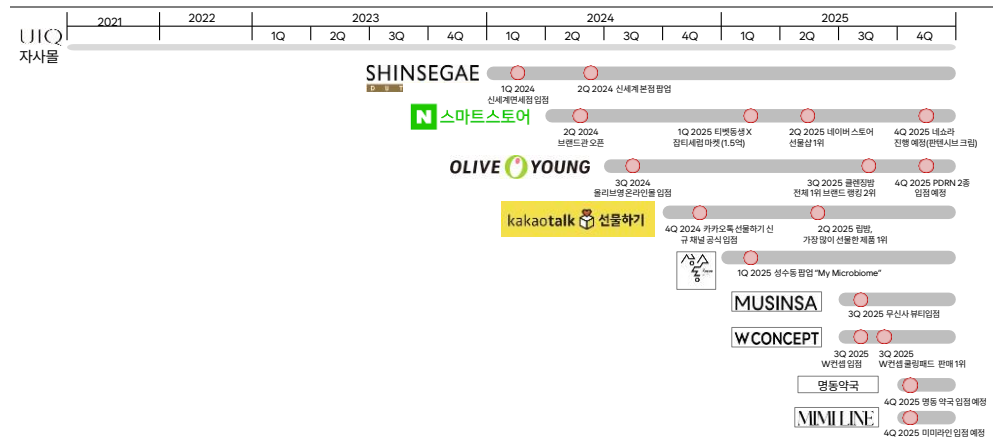 2021 2022 2023 2024 2025
UIQ 1Q 2Q 3Q 4Q 1Q 2Q 3Q 4Q 1Q 2Q 3Q 4Q
자사몰
SHINSEGAE
D U T
1Q 2024
신세계면세점 입점
2Q 2024 신세계 본점 팝업
N 스마트스토어
2Q 2024
브랜드관 오픈
1Q 2025 티벳동생 X
잡티세럼 마켓 (1.5억)
2Q 2025 네이버 스토어
선물샵 1위
4Q 2025 네쇼라
진행 예정(판텐시브 크림)
OLIVE YOUNG
3Q 2024
올리브영 온라인몰 입점
3Q 2025 클렌징밤
전체 1위 브랜드 랭킹 2위
4Q 2025 PDRN 2종
입점 예정
kakaotalk 선물하기
4Q 2024 카카오톡 선물하기 신
규 채널 공식 입점
2Q 2025 립밤,
가장 많이 선물한 제품 1위
성수동
1Q 2025 성수동 팝업 “My Microbiome”
MUSINSA
3Q 2025 무신사 뷰티입점
W CONCEPT
3Q 2025
W컨셉 입점
3Q 2025
W컨셉 쿨링패드 판매 1위
명동약국
4Q 2025 명동 약국 입점 예정
MIMI LINE
4Q 2025 미미라인 입점 예정